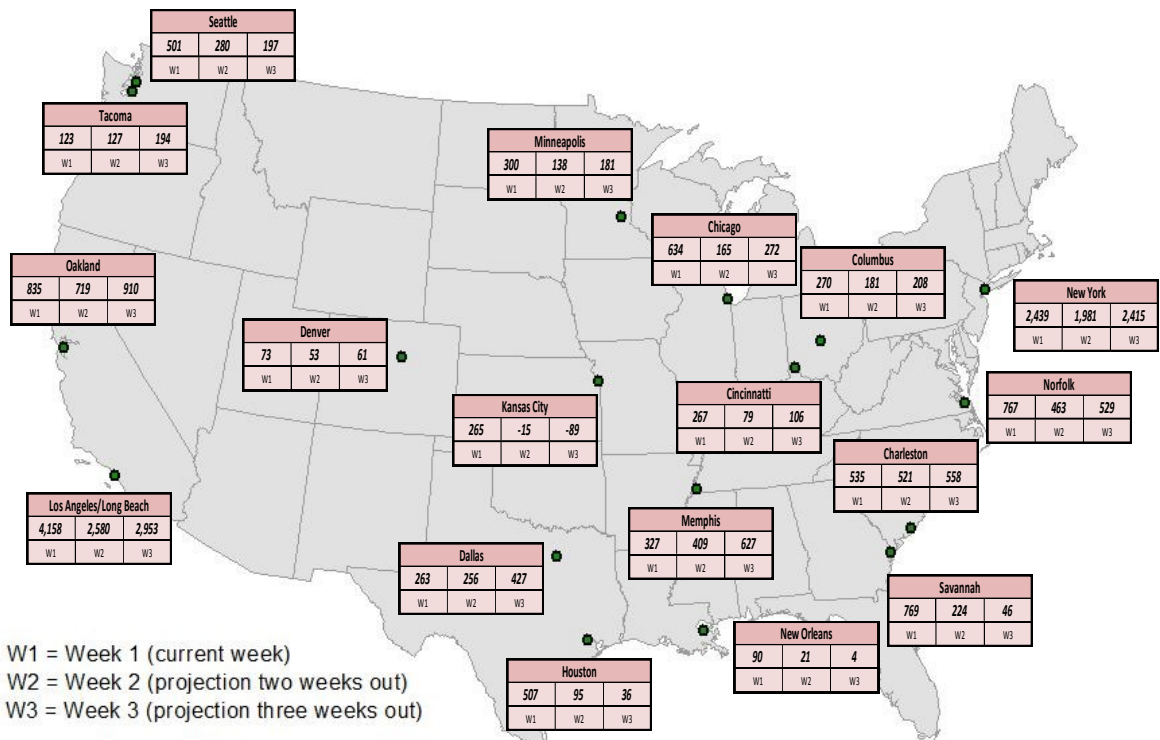 Seattle
501 280 197
W1 W2 W3
Tacoma
123 127 194
W1 W2 W3
Minneapolis
300 138 181
W1 W2 W3
Chicago
634 165 272
W1 W2 W3
Columbus
270 181 208
W1 W2 W3
Oakland
835 719 910
W1 W2 W3
New York
2,439 1,981 2,415
W1 W2 W3
Denver
73 53 61
W1 W2 W3
Norfolk
767 463 529
W1 W2 W3
Cincinnatti
267 79 106
W1 W2 W3
Kansas City
265 -15 -89
W1 W2 W3
Charleston
535 521 558
W1 W2 W3
Los Angeles/Long Beach
4,158 2,580 2,953
W1 W2 W3
Memphis
327 409 627
W1 W2 W3
Dallas
263 256 427
W1 W2 W3
Savannah
769 224 46
W1 W2 W3
New Orleans
90 21 4
W1 W2 W3
Houston
507 95 36
W1 W2 W3
W1 = Week 1 (current week)
W2 = Week 2 (projection two weeks out)
W3 = Week 3 (projection three weeks out)